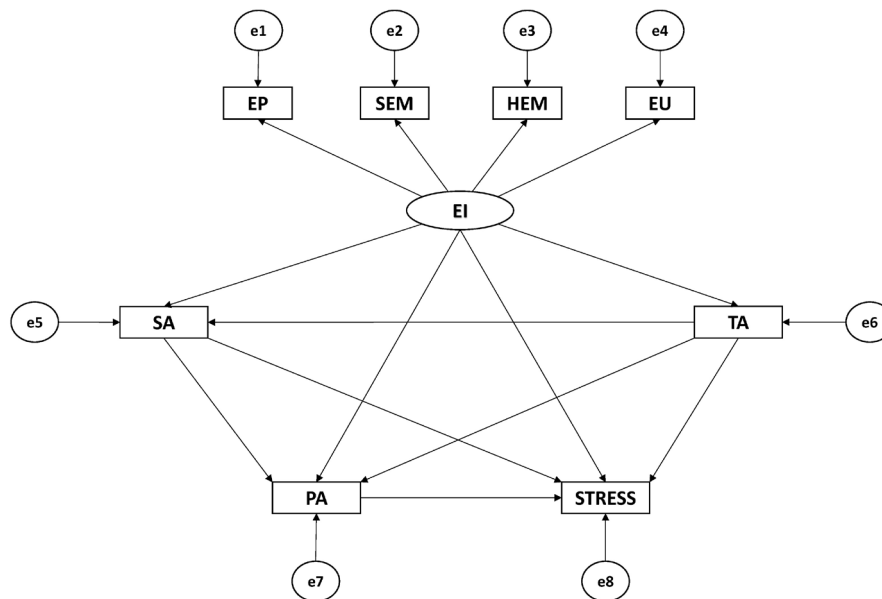 e1 e2 e3 e4
EP SEM HEM EU
EI
e5 SA TA e6
PA STRESS
e7 e8